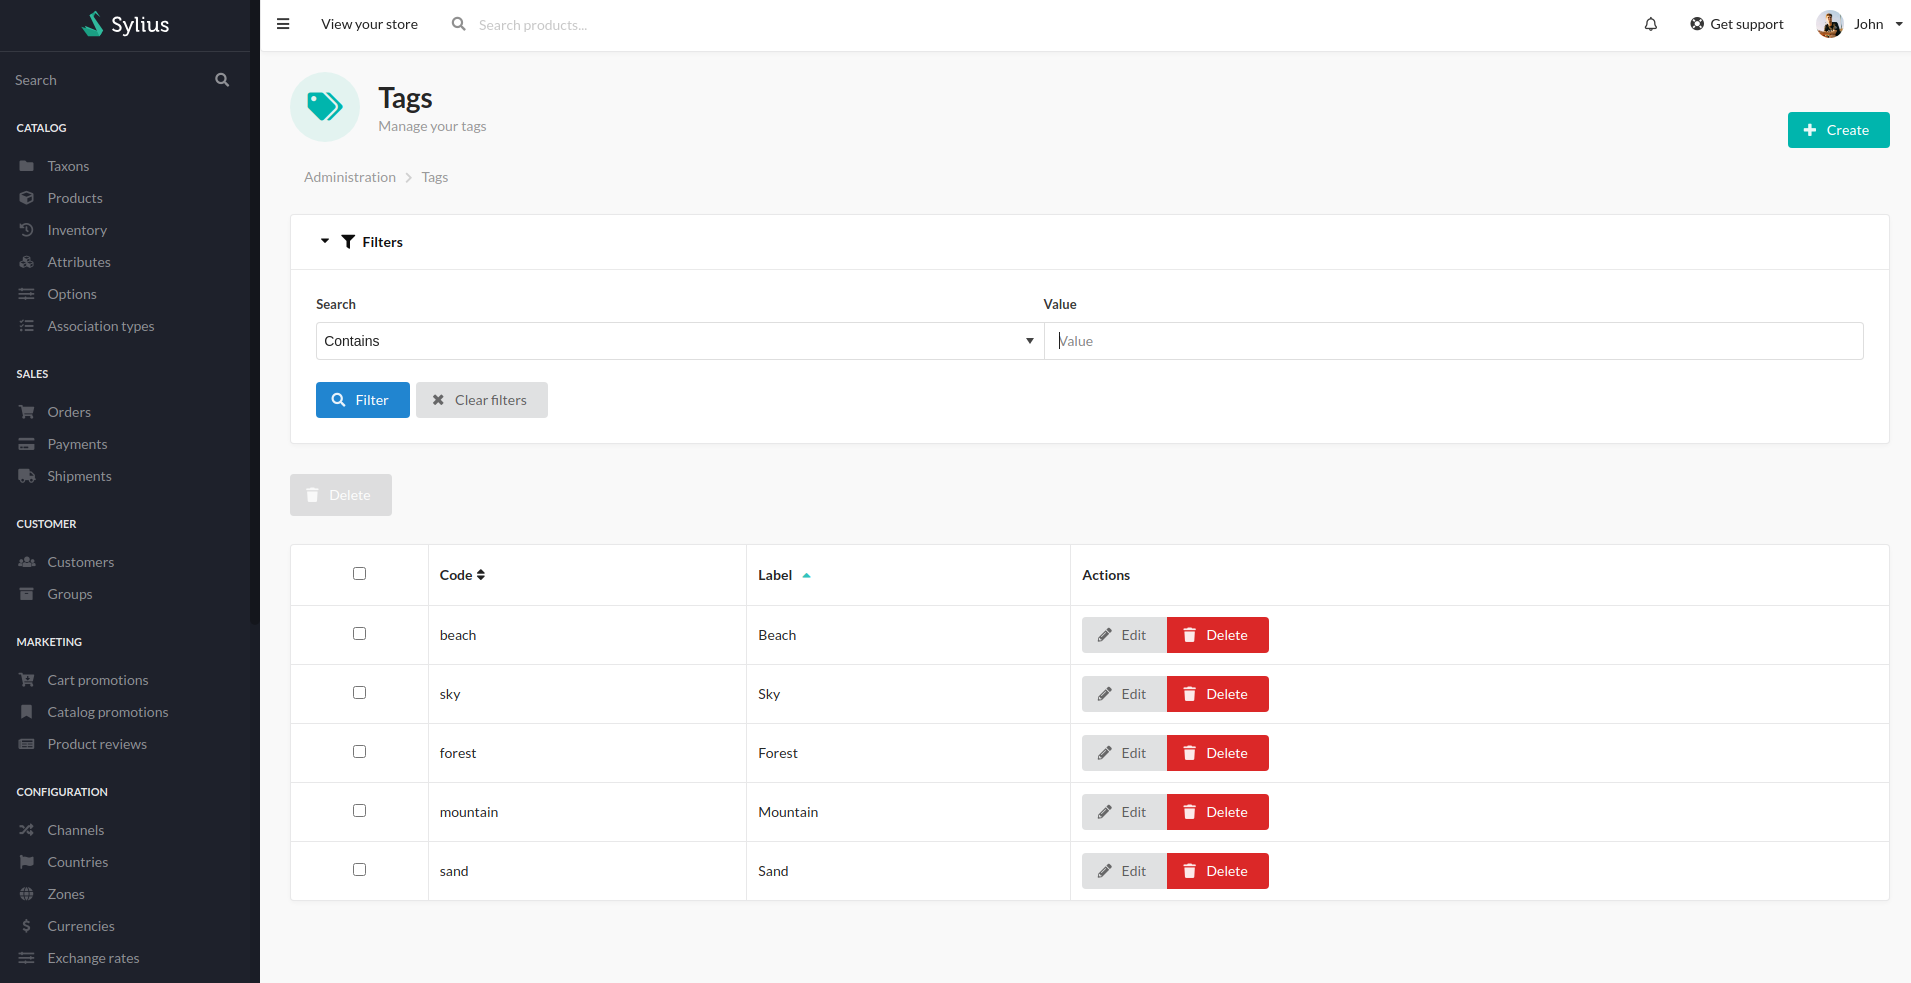 Sylius
View your store
Search products...
Get support
John
Search
CATALOG
Taxons
Products
Inventory
Attributes
Options
Association types
SALES
Orders
Payments
Shipments
CUSTOMER
Customers
Groups
MARKETING
Cart promotions
Catalog promotions
Product reviews
CONFIGURATION
Channels
Countries
Zones
$ Currencies
Exchange rates
Tags
Manage your tags
Create
Administration > Tags
Filters
Search Value
Contains Value
Filter Clear filters
Delete
Code Label Actions
beach Beach Edit Delete
sky Sky Edit Delete
forest Forest Edit Delete
mountain Mountain Edit Delete
sand Sand Edit Delete